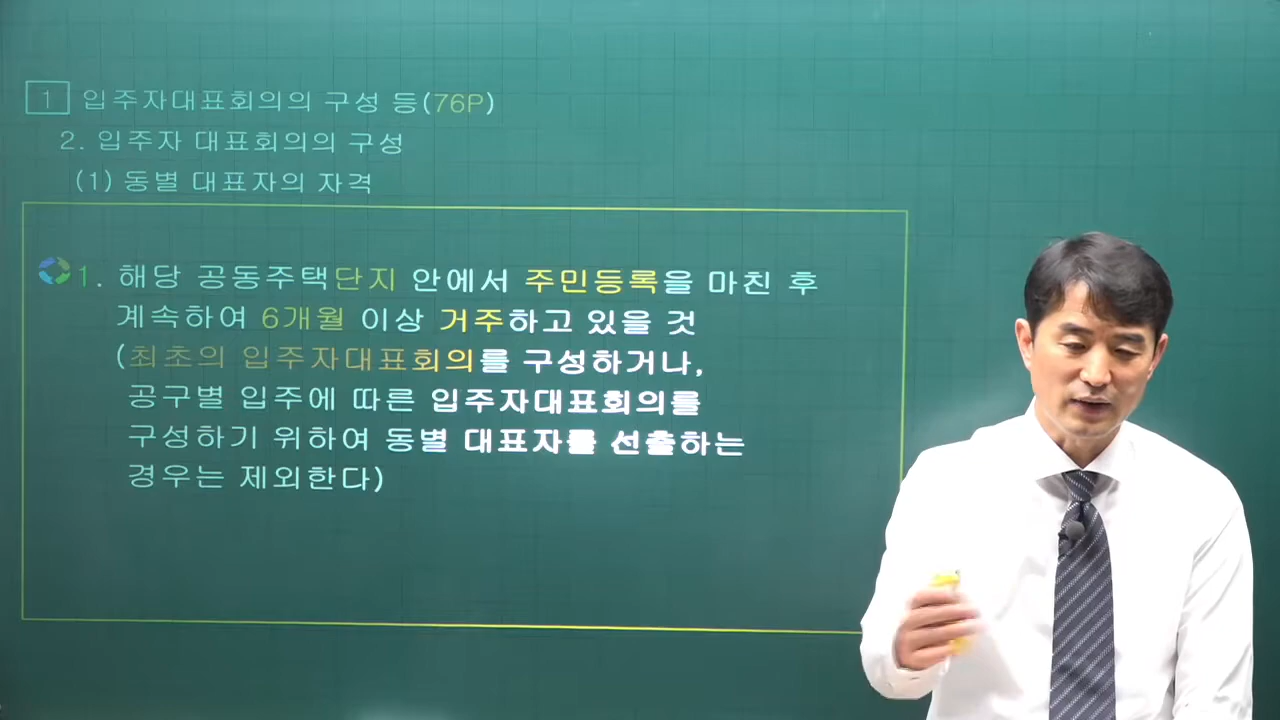 1 입주자대표회의의 구성 등(76P)
2. 입주자 대표회의의 구성
(1) 동별 대표자의 자격
1. 해당 공동주택단지 안에서 주민등록을 마친 후
계속하여 6개월 이상 거주하고 있을 것
(최초의 입주자대표회의를 구성하거나,
공구별 입주에 따른 입주자대표회의를
구성하기 위하여 동별 대표자를 선출하는
경우는 제외한다)